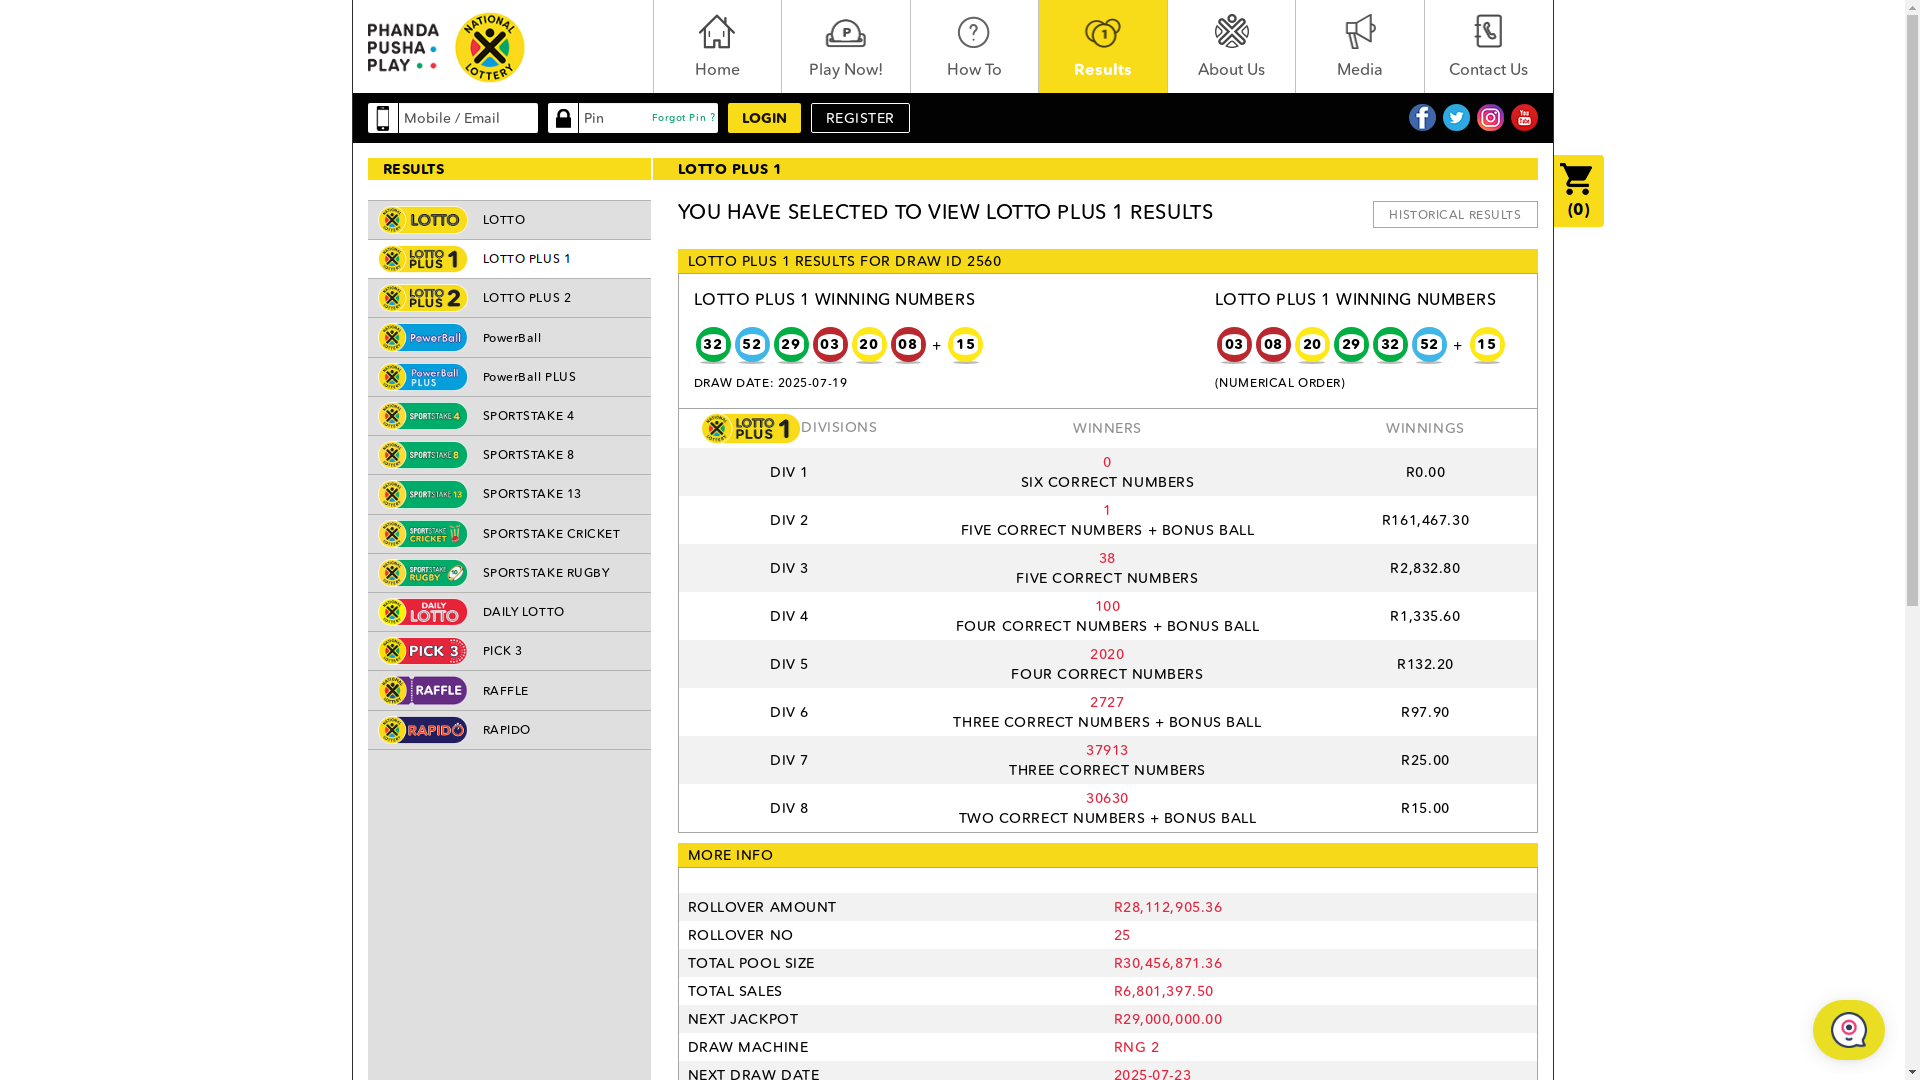 PHANDA
PUSHA
PLAY
NATIONAL
LOTTERY
Home
Play Now!
How To
Results
About Us
Media
Contact Us
Mobile / Email
Pin
Forgot Pin ?
LOGIN
REGISTER
(0)
RESULTS
LOTTO
LOTTO
LOTTO PLUS 1
LOTTO PLUS 1
LOTTO PLUS 2
LOTTO PLUS 2
PowerBall
PowerBall
PowerBall PLUS
PowerBall PLUS
SPORTSTAKE 4
SPORTSTAKE 4
SPORTSTAKE 8
SPORTSTAKE 8
SPORTSTAKE 13
SPORTSTAKE 13
SPORTSTAKE CRICKET
SPORTSTAKE CRICKET
SPORTSTAKE RUGBY
SPORTSTAKE RUGBY
DAILY LOTTO
DAILY LOTTO
PICK 3
PICK 3
RAFFLE
RAFFLE
RAPIDO
RAPIDO
LOTTO PLUS 1
YOU HAVE SELECTED TO VIEW LOTTO PLUS 1 RESULTS
HISTORICAL RESULTS
LOTTO PLUS 1 RESULTS FOR DRAW ID 2560
LOTTO PLUS 1 WINNING NUMBERS
32 52 29 03 20 08 + 15
DRAW DATE: 2025-07-19
LOTTO PLUS 1 WINNING NUMBERS
03 08 20 29 32 52 + 15
(NUMERICAL ORDER)
LOTTO PLUS 1 DIVISIONS WINNERS WINNINGS
DIV 1 0 SIX CORRECT NUMBERS R0.00
DIV 2 1 FIVE CORRECT NUMBERS + BONUS BALL R161,467.30
DIV 3 38 FIVE CORRECT NUMBERS R2,832.80
DIV 4 100 FOUR CORRECT NUMBERS + BONUS BALL R1,335.60
DIV 5 2020 FOUR CORRECT NUMBERS R132.20
DIV 6 2727 THREE CORRECT NUMBERS + BONUS BALL R97.90
DIV 7 37913 THREE CORRECT NUMBERS R25.00
DIV 8 30630 TWO CORRECT NUMBERS + BONUS BALL R15.00
MORE INFO
ROLLOVER AMOUNT R28,112,905.36
ROLLOVER NO 25
TOTAL POOL SIZE R30,456,871.36
TOTAL SALES R6,801,397.50
NEXT JACKPOT R29,000,000.00
DRAW MACHINE RNG 2
NEXT DRAW DATE 2025-07-23